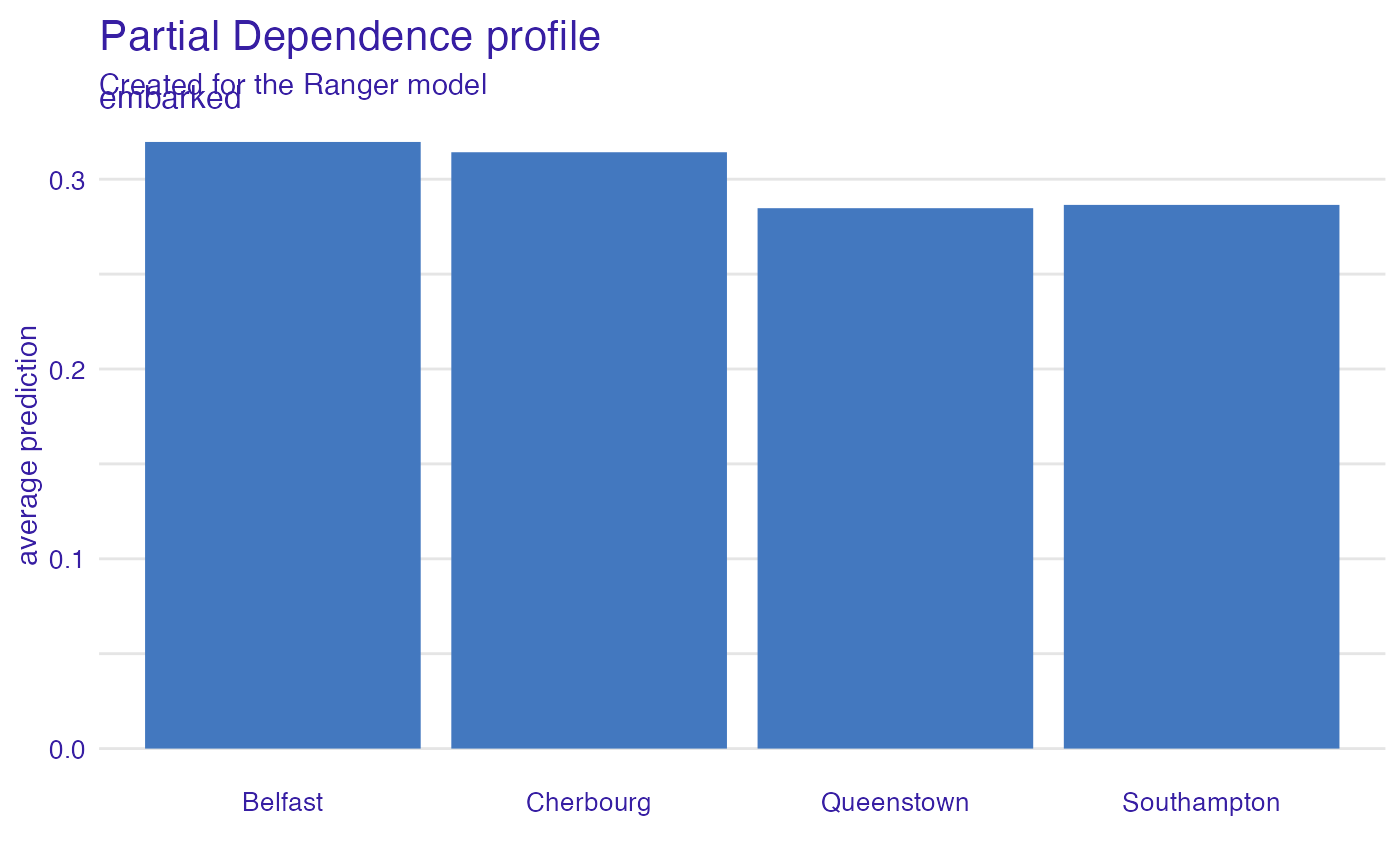 Partial Dependence profile
Created for the Ranger model
embarked
0.3
0.2
0.1
0.0
average prediction
Belfast
Cherbourg
Queenstown
Southampton